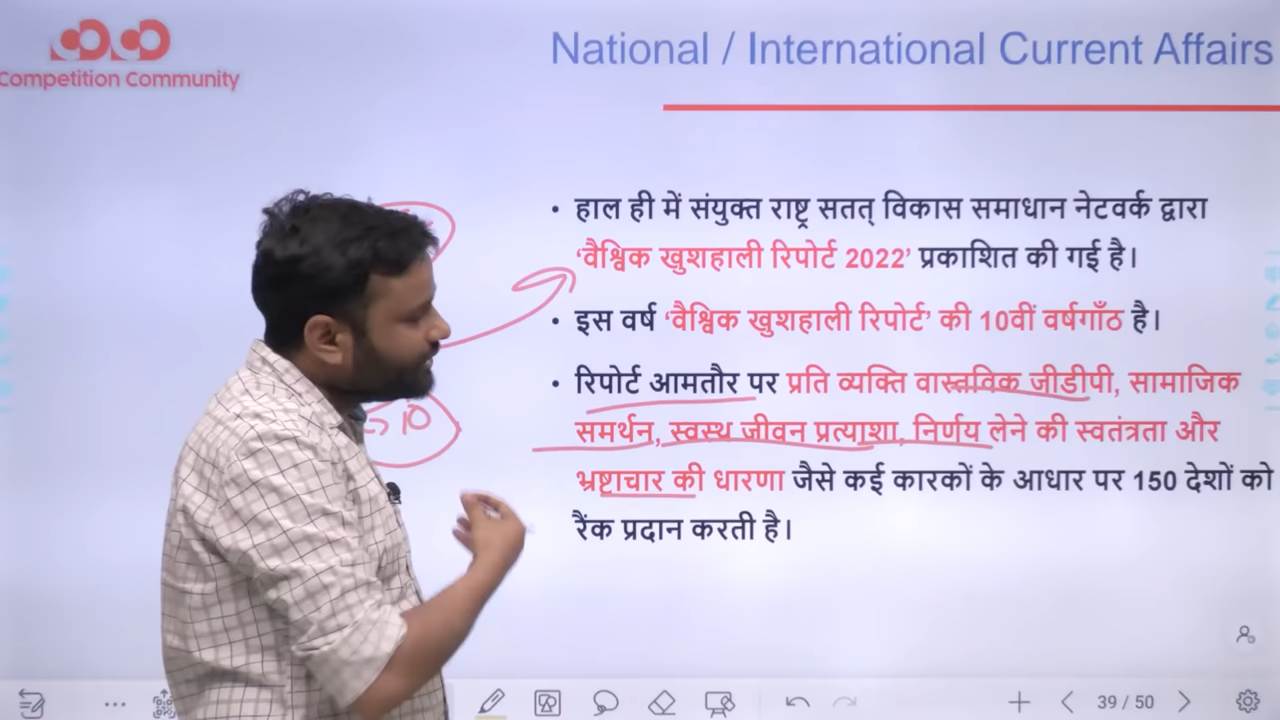 Competition Community
National / International Current Affairs
• हाल ही में संयुक्त राष्ट्र सतत् विकास समाधान नेटवर्क द्वारा
'वैश्विक खुशहाली रिपोर्ट 2022' प्रकाशित की गई है।
• इस वर्ष 'वैश्विक खुशहाली रिपोर्ट' की 10वीं वर्षगाँठ है।
• रिपोर्ट आमतौर पर प्रति व्यक्ति वास्तविक जीडीपी, सामाजिक
समर्थन, स्वस्थ जीवन प्रत्याशा, निर्णय लेने की स्वतंत्रता और
भ्रष्टाचार की धारणा जैसे कई कारकों के आधार पर 150 देशों को
रैंक प्रदान करती है।
10
39 / 50